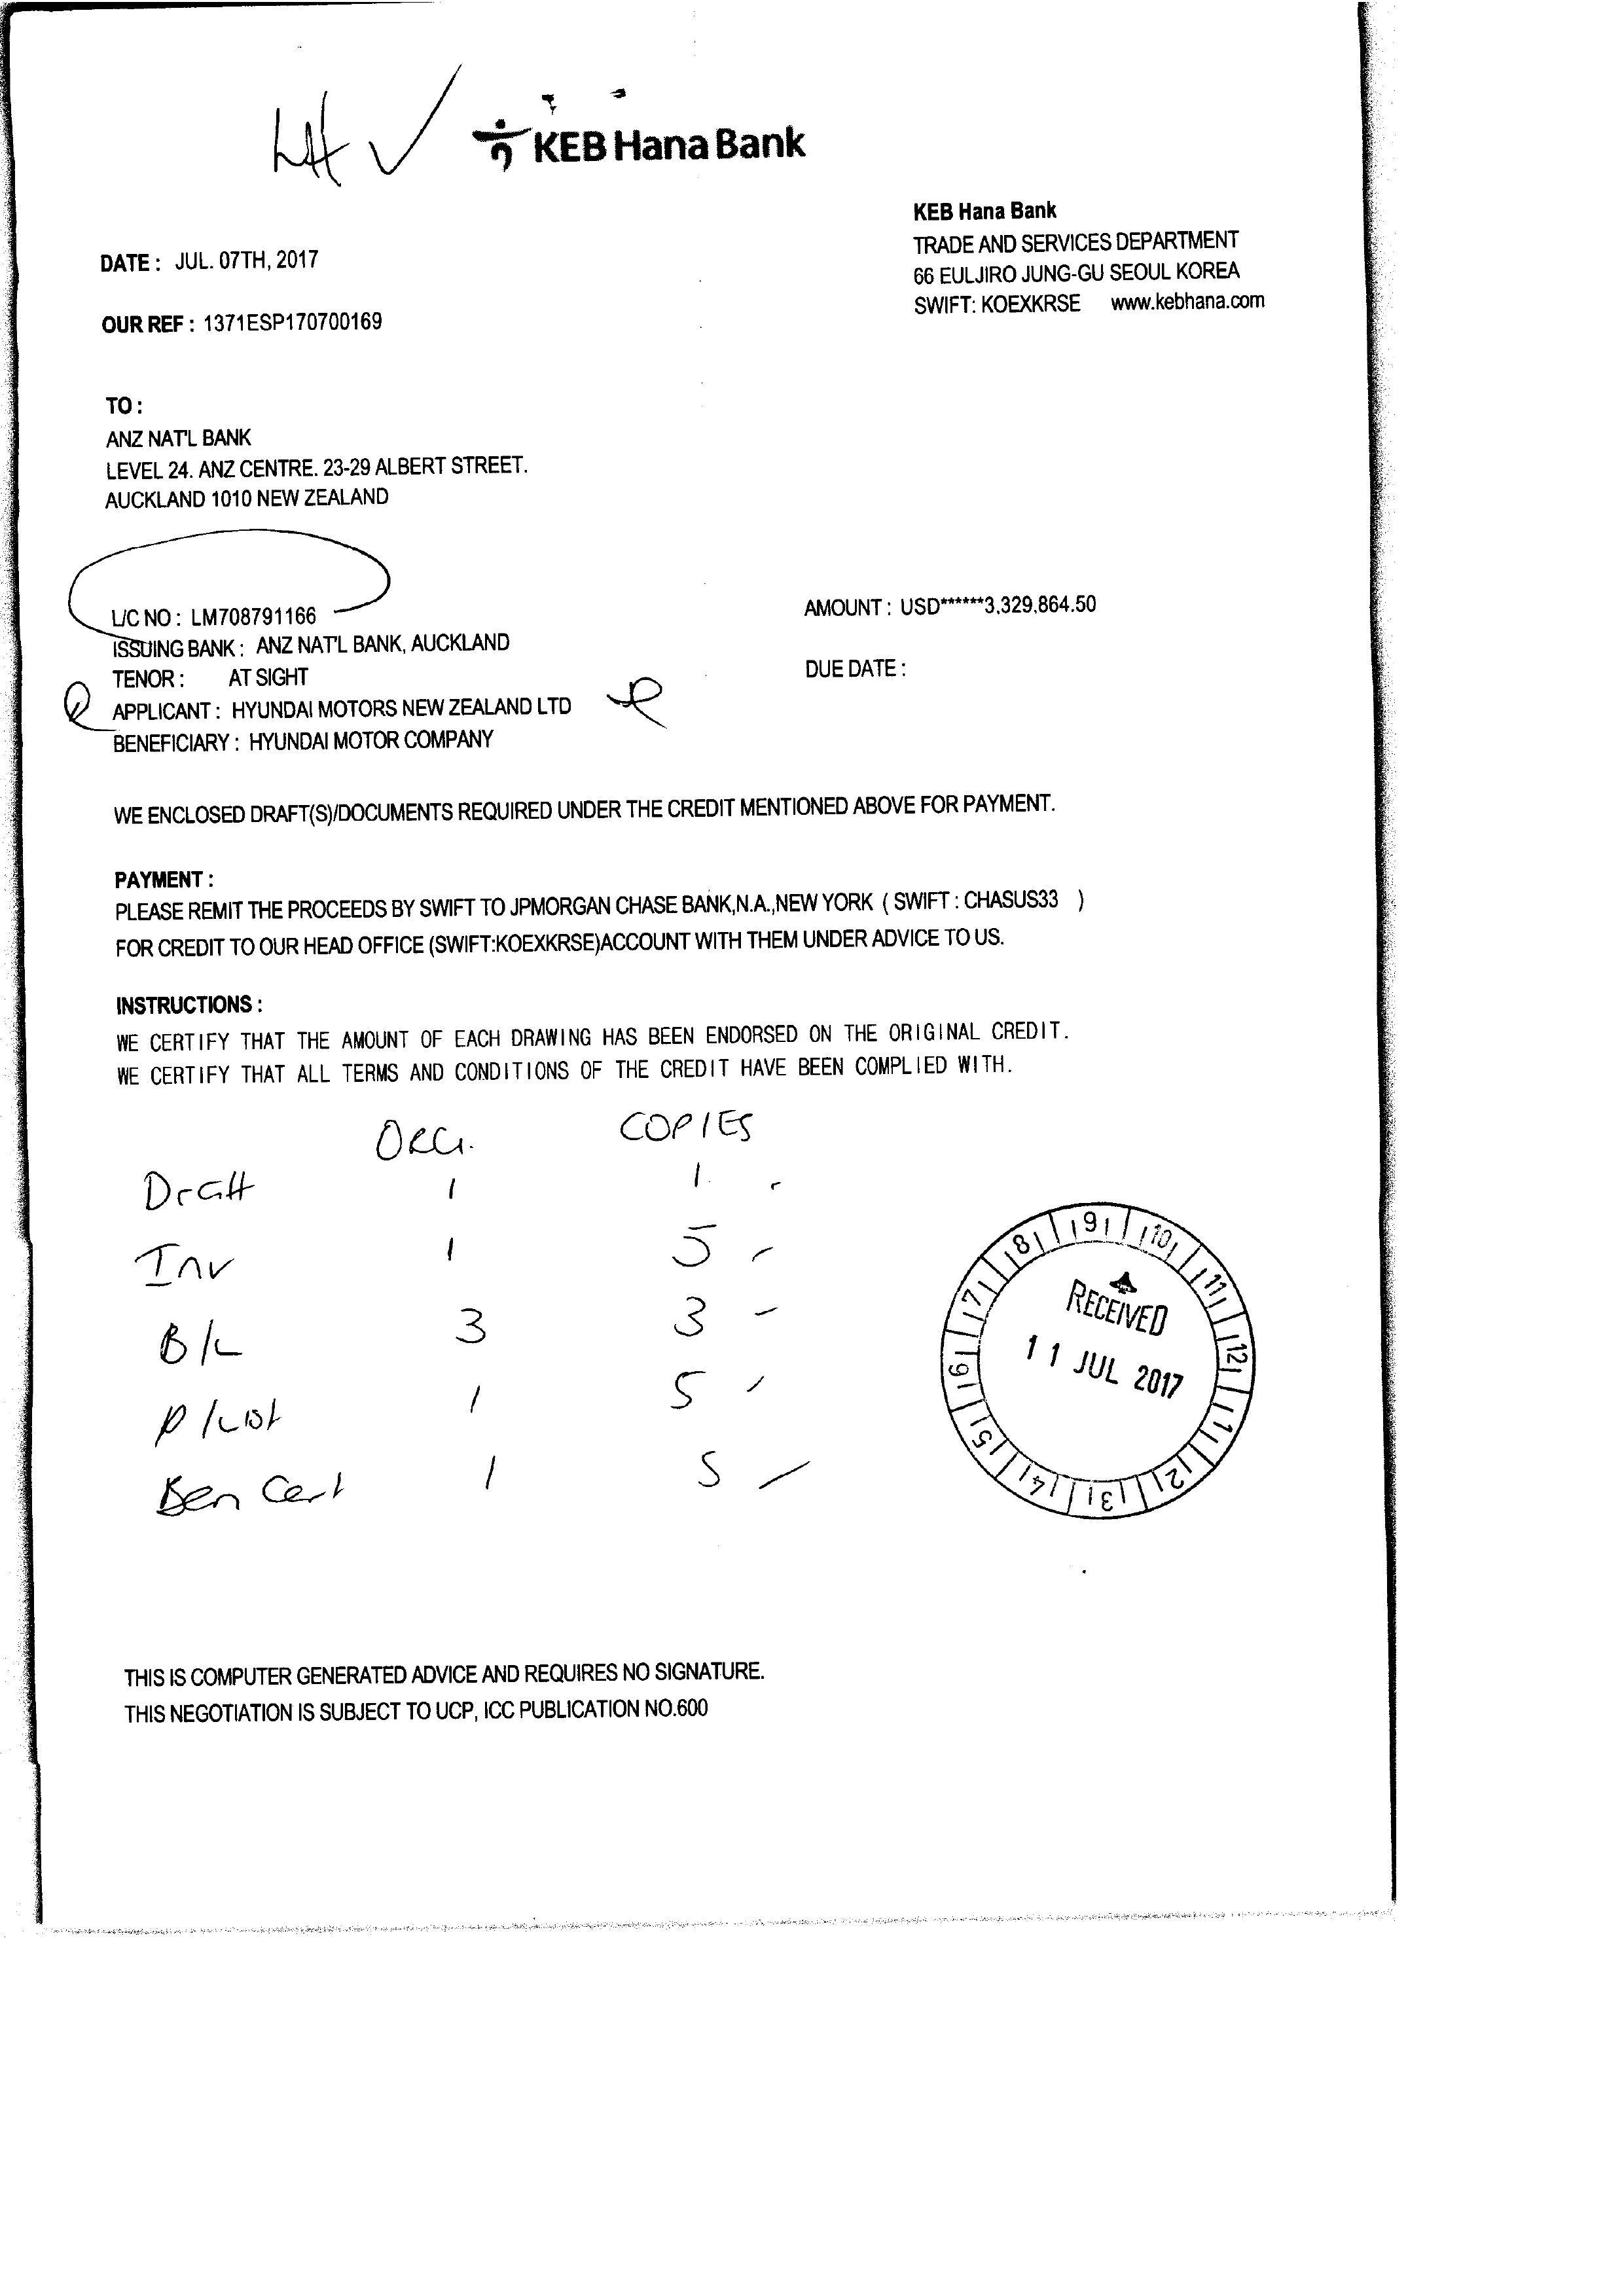 KEB Hana Bank
KEB Hana Bank
TRADE AND SERVICES DEPARTMENT
66 EULJIRO JUNG-GU SEOUL KOREA
SWIFT: KOEXKRSE www.kebhana.com
DATE : JUL. 07TH, 2017
OUR REF : 1371ESP170700169
TO :
ANZ NAT'L BANK
LEVEL 24. ANZ CENTRE. 23-29 ALBERT STREET.
AUCKLAND 1010 NEW ZEALAND
L/C NO : LM708791166
AMOUNT : USD******3,329,864.50
ISSUING BANK : ANZ NAT'L BANK, AUCKLAND
TENOR : AT SIGHT
DUE DATE :
APPLICANT : HYUNDAI MOTORS NEW ZEALAND LTD
BENEFICIARY : HYUNDAI MOTOR COMPANY
WE ENCLOSED DRAFT(S)/DOCUMENTS REQUIRED UNDER THE CREDIT MENTIONED ABOVE FOR PAYMENT.
PAYMENT :
PLEASE REMIT THE PROCEEDS BY SWIFT TO JPMORGAN CHASE BANK,N.A.,NEW YORK ( SWIFT : CHASUS33 )
FOR CREDIT TO OUR HEAD OFFICE (SWIFT:KOEXKRSE)ACCOUNT WITH THEM UNDER ADVICE TO US.
INSTRUCTIONS :
WE CERTIFY THAT THE AMOUNT OF EACH DRAWING HAS BEEN ENDORSED ON THE ORIGINAL CREDIT.
WE CERTIFY THAT ALL TERMS AND CONDITIONS OF THE CREDIT HAVE BEEN COMPLIED WITH.
ORG. COPIES
Draft 1 1
Inv 1 5
B/L 3 3
P/List 1 5
Ben Cert 1 5
8 9 10 11 12 1 2 3 4 5 6 7
RECEIVED
11 JUL 2017
THIS IS COMPUTER GENERATED ADVICE AND REQUIRES NO SIGNATURE.
THIS NEGOTIATION IS SUBJECT TO UCP, ICC PUBLICATION NO.600